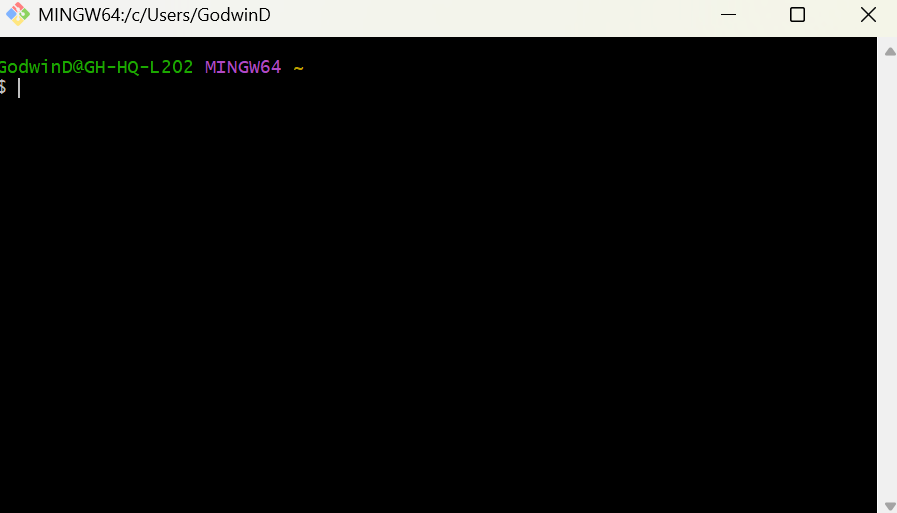 MINGW64:/c/Users/GodwinD
GodwinD@GH-HQ-L202 MINGW64 ~
$